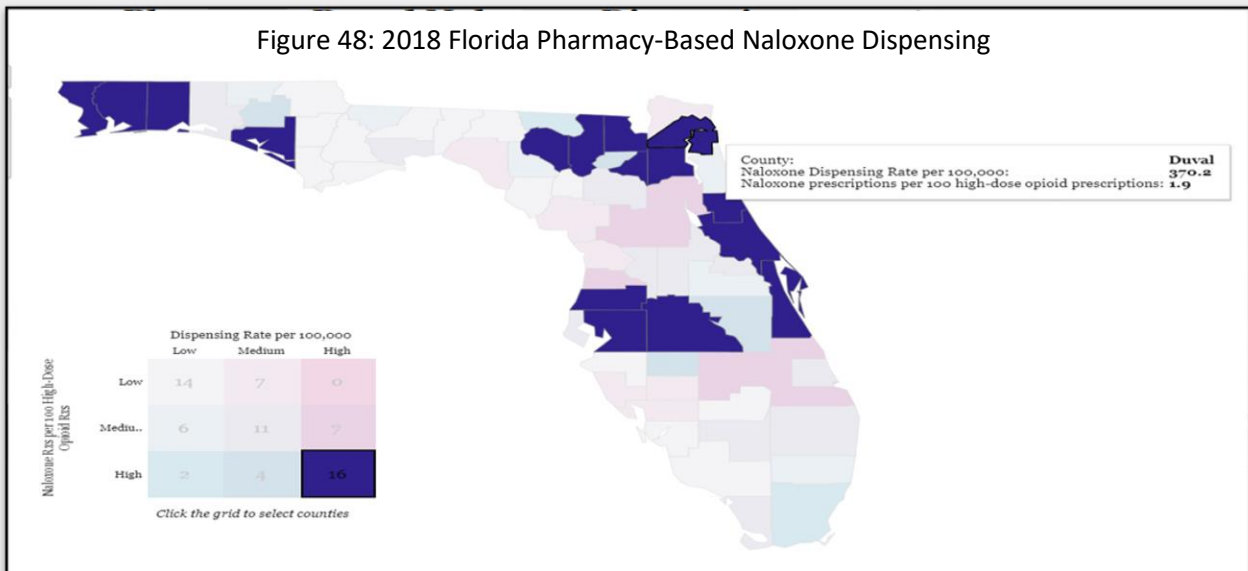 Figure 48: 2018 Florida Pharmacy-Based Naloxone Dispensing
County: Duval
Naloxone Dispensing Rate per 100,000: 370.2
Naloxone prescriptions per 100 high-dose opioid prescriptions: 1.9
Dispensing Rate per 100,000
Low Medium High
Naloxone Rxs per 100 High-Dose
Opioid Rxs
Low 14 7 0
Mediu.. 6 11 7
High 2 4 16
Click the grid to select counties